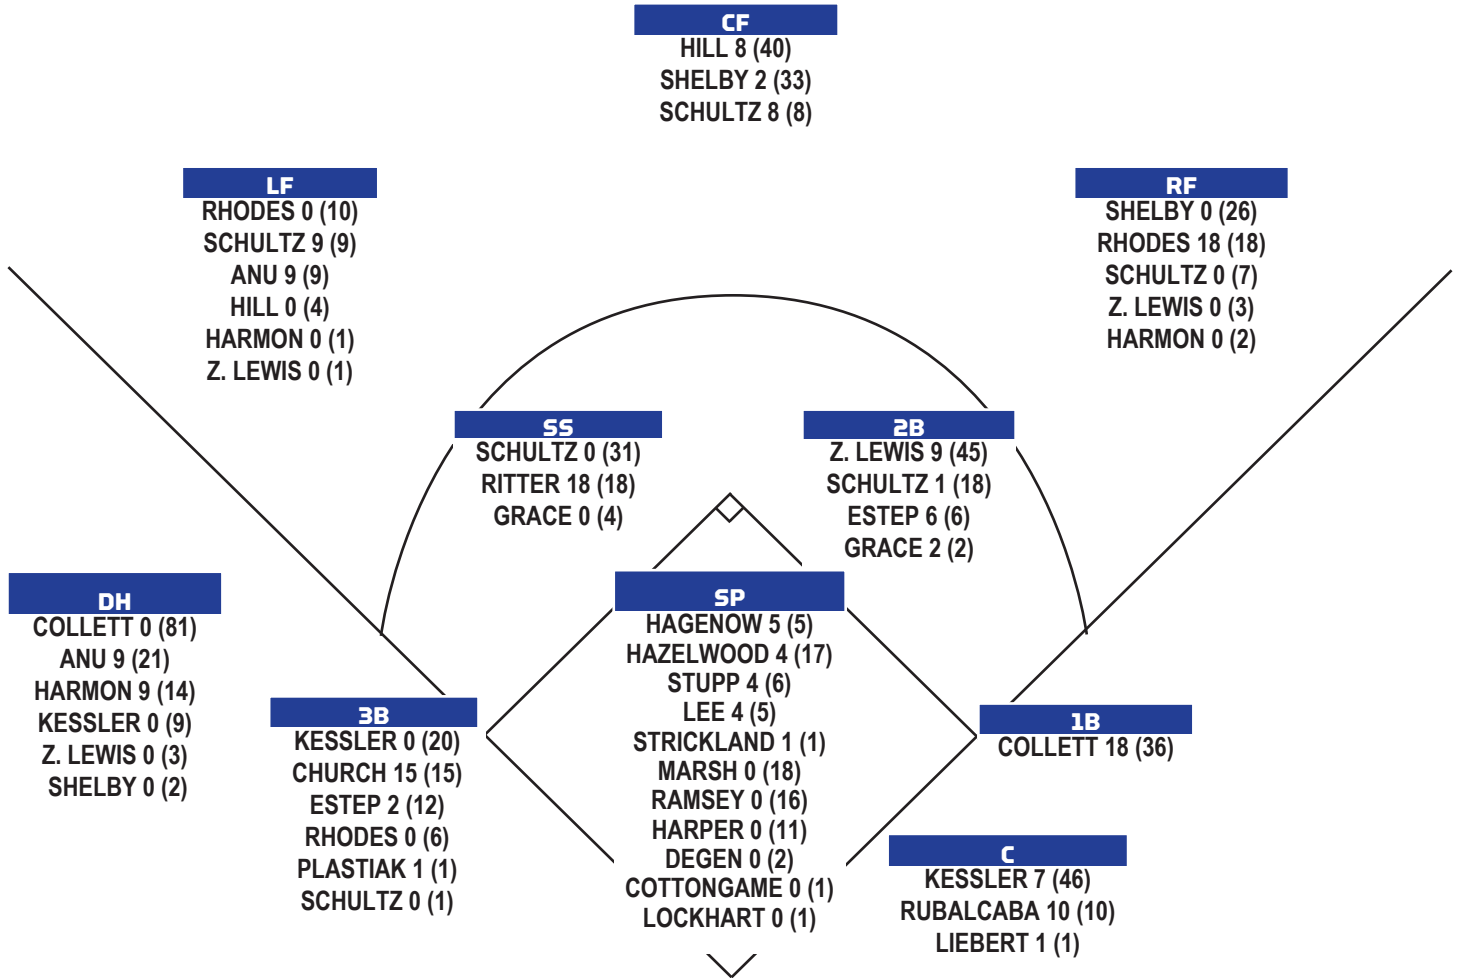 CF
HILL 8 (40)
SHELBY 2 (33)
SCHULTZ 8 (8)
LF
RHODES 0 (10)
SCHULTZ 9 (9)
ANU 9 (9)
HILL 0 (4)
HARMON 0 (1)
Z. LEWIS 0 (1)
RF
SHELBY 0 (26)
RHODES 18 (18)
SCHULTZ 0 (7)
Z. LEWIS 0 (3)
HARMON 0 (2)
SS
SCHULTZ 0 (31)
RITTER 18 (18)
GRACE 0 (4)
2B
Z. LEWIS 9 (45)
SCHULTZ 1 (18)
ESTEP 6 (6)
GRACE 2 (2)
DH
COLLETT 0 (81)
ANU 9 (21)
HARMON 9 (14)
KESSLER 0 (9)
Z. LEWIS 0 (3)
SHELBY 0 (2)
3B
KESSLER 0 (20)
CHURCH 15 (15)
ESTEP 2 (12)
RHODES 0 (6)
PLASTIAK 1 (1)
SCHULTZ 0 (1)
SP
HAGENOW 5 (5)
HAZELWOOD 4 (17)
STUPP 4 (6)
LEE 4 (5)
STRICKLAND 1 (1)
MARSH 0 (18)
RAMSEY 0 (16)
HARPER 0 (11)
DEGEN 0 (2)
COTTONGAME 0 (1)
LOCKHART 0 (1)
1B
COLLETT 18 (36)
C
KESSLER 7 (46)
RUBALCABA 10 (10)
LIEBERT 1 (1)